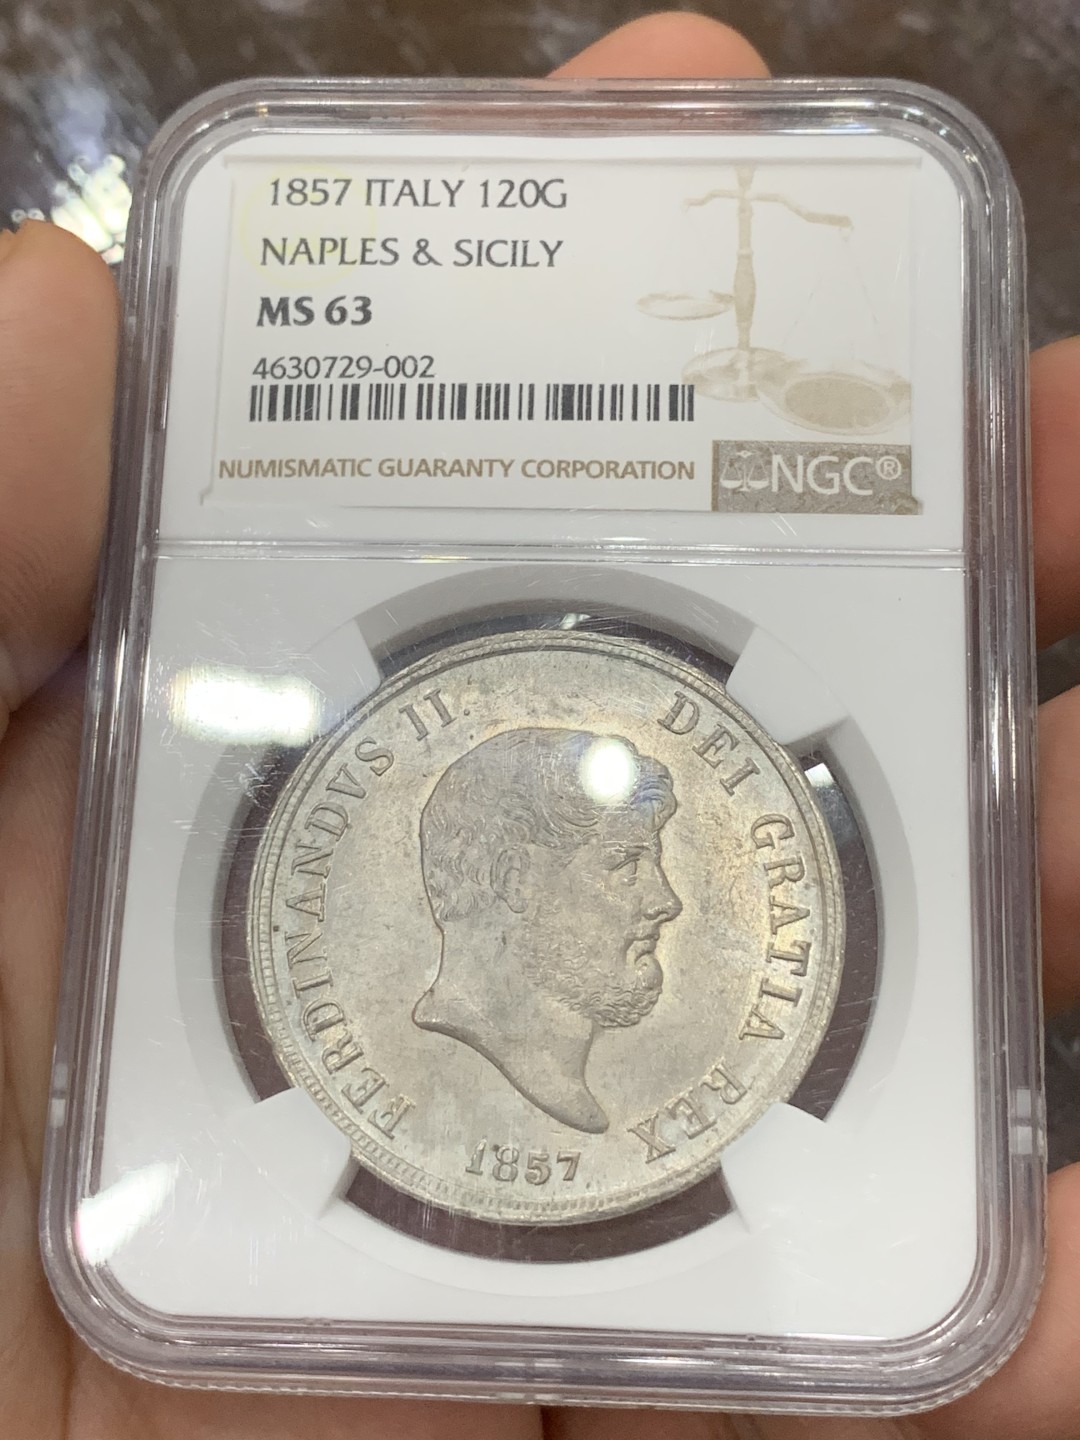 1857 ITALY 120G
NAPLES & SICILY
MS 63
4630729-002
NUMISMATIC GUARANTY CORPORATION
NGC®
FERDINANDVS II. DEI GRATIA REX
1857